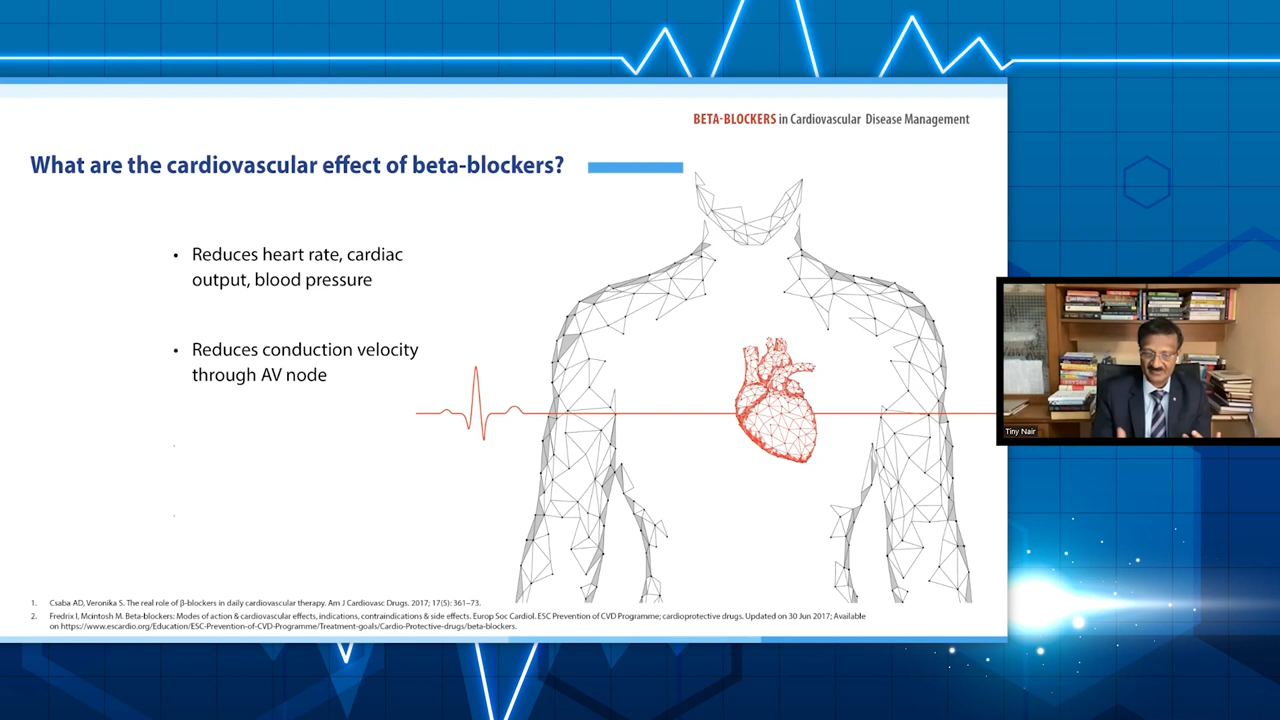 BETA-BLOCKERS in Cardiovascular Disease Management
What are the cardiovascular effect of beta-blockers?
• Reduces heart rate, cardiac
output, blood pressure
• Reduces conduction velocity
through AV node
1. Csaba AD, Veronika S. The real role of β-blockers in daily cardiovascular therapy. Am J Cardiovasc Drugs. 2017; 17(5): 361–73.
2. Fredrix I, Mcintosh M. Beta-blockers: Modes of action & cardiovascular effects, indications, contraindications & side effects. Europ Soc Cardiol. ESC Prevention of CVD Programme; cardioprotective drugs. Updated on 30 Jun 2017; Available
on https://www.escardio.org/Education/ESC-Prevention-of-CVD-Programme/Treatment-goals/Cardio-Protective-drugs/beta-blockers.
Tiny Nair